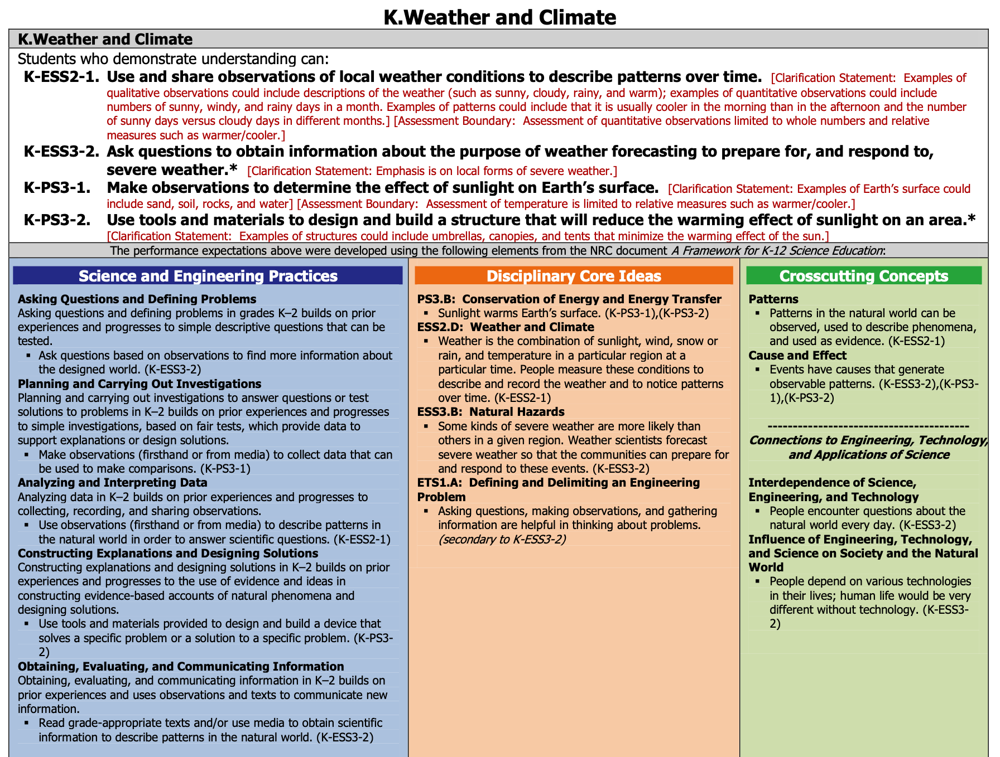 K.Weather and Climate
K.Weather and Climate
Students who demonstrate understanding can:
K-ESS2-1. Use and share observations of local weather conditions to describe patterns over time. [Clarification Statement: Examples of
qualitative observations could include descriptions of the weather (such as sunny, cloudy, rainy, and warm); examples of quantitative observations could include
numbers of sunny, windy, and rainy days in a month. Examples of patterns could include that it is usually cooler in the morning than in the afternoon and the number
of sunny days versus cloudy days in different months.] [Assessment Boundary: Assessment of quantitative observations limited to whole numbers and relative
measures such as warmer/cooler.]
K-ESS3-2. Ask questions to obtain information about the purpose of weather forecasting to prepare for, and respond to,
severe weather.* [Clarification Statement: Emphasis is on local forms of severe weather.]
K-PS3-1. Make observations to determine the effect of sunlight on Earth’s surface. [Clarification Statement: Examples of Earth’s surface could
include sand, soil, rocks, and water] [Assessment Boundary: Assessment of temperature is limited to relative measures such as warmer/cooler.]
K-PS3-2. Use tools and materials to design and build a structure that will reduce the warming effect of sunlight on an area.*
[Clarification Statement: Examples of structures could include umbrellas, canopies, and tents that minimize the warming effect of the sun.]
The performance expectations above were developed using the following elements from the NRC document A Framework for K-12 Science Education:
Science and Engineering Practices
Asking Questions and Defining Problems
Asking questions and defining problems in grades K–2 builds on prior
experiences and progresses to simple descriptive questions that can be
tested.
▪ Ask questions based on observations to find more information about
the designed world. (K-ESS3-2)
Planning and Carrying Out Investigations
Planning and carrying out investigations to answer questions or test
solutions to problems in K–2 builds on prior experiences and progresses
to simple investigations, based on fair tests, which provide data to
support explanations or design solutions.
▪ Make observations (firsthand or from media) to collect data that can
be used to make comparisons. (K-PS3-1)
Analyzing and Interpreting Data
Analyzing data in K–2 builds on prior experiences and progresses to
collecting, recording, and sharing observations.
▪ Use observations (firsthand or from media) to describe patterns in
the natural world in order to answer scientific questions. (K-ESS2-1)
Constructing Explanations and Designing Solutions
Constructing explanations and designing solutions in K–2 builds on prior
experiences and progresses to the use of evidence and ideas in
constructing evidence-based accounts of natural phenomena and
designing solutions.
▪ Use tools and materials provided to design and build a device that
solves a specific problem or a solution to a specific problem. (K-PS3-
2)
Obtaining, Evaluating, and Communicating Information
Obtaining, evaluating, and communicating information in K–2 builds on
prior experiences and uses observations and texts to communicate new
information.
▪ Read grade-appropriate texts and/or use media to obtain scientific
information to describe patterns in the natural world. (K-ESS3-2)
Disciplinary Core Ideas
PS3.B: Conservation of Energy and Energy Transfer
▪ Sunlight warms Earth’s surface. (K-PS3-1),(K-PS3-2)
ESS2.D: Weather and Climate
▪ Weather is the combination of sunlight, wind, snow or
rain, and temperature in a particular region at a
particular time. People measure these conditions to
describe and record the weather and to notice patterns
over time. (K-ESS2-1)
ESS3.B: Natural Hazards
▪ Some kinds of severe weather are more likely than
others in a given region. Weather scientists forecast
severe weather so that the communities can prepare for
and respond to these events. (K-ESS3-2)
ETS1.A: Defining and Delimiting an Engineering
Problem
▪ Asking questions, making observations, and gathering
information are helpful in thinking about problems.
(secondary to K-ESS3-2)
Crosscutting Concepts
Patterns
▪ Patterns in the natural world can be
observed, used to describe phenomena,
and used as evidence. (K-ESS2-1)
Cause and Effect
▪ Events have causes that generate
observable patterns. (K-ESS3-2),(K-PS3-
1),(K-PS3-2)
----------------------------------------
Connections to Engineering, Technology,
and Applications of Science
Interdependence of Science,
Engineering, and Technology
▪ People encounter questions about the
natural world every day. (K-ESS3-2)
Influence of Engineering, Technology,
and Science on Society and the Natural
World
▪ People depend on various technologies
in their lives; human life would be very
different without technology. (K-ESS3-
2)